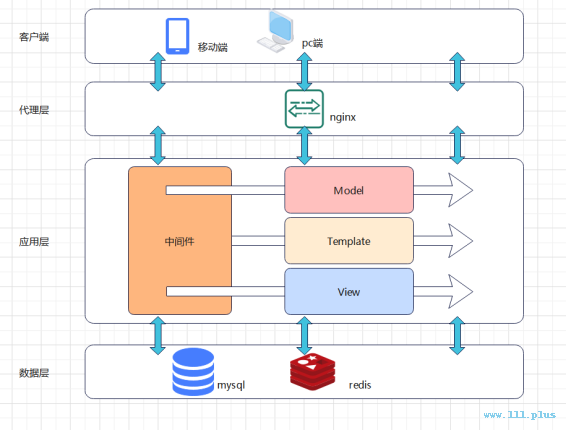 客户端
移动端
pc端
代理层
nginx
应用层
中间件
Model
Template
View
数据层
mysql
redis
www.lll.plus